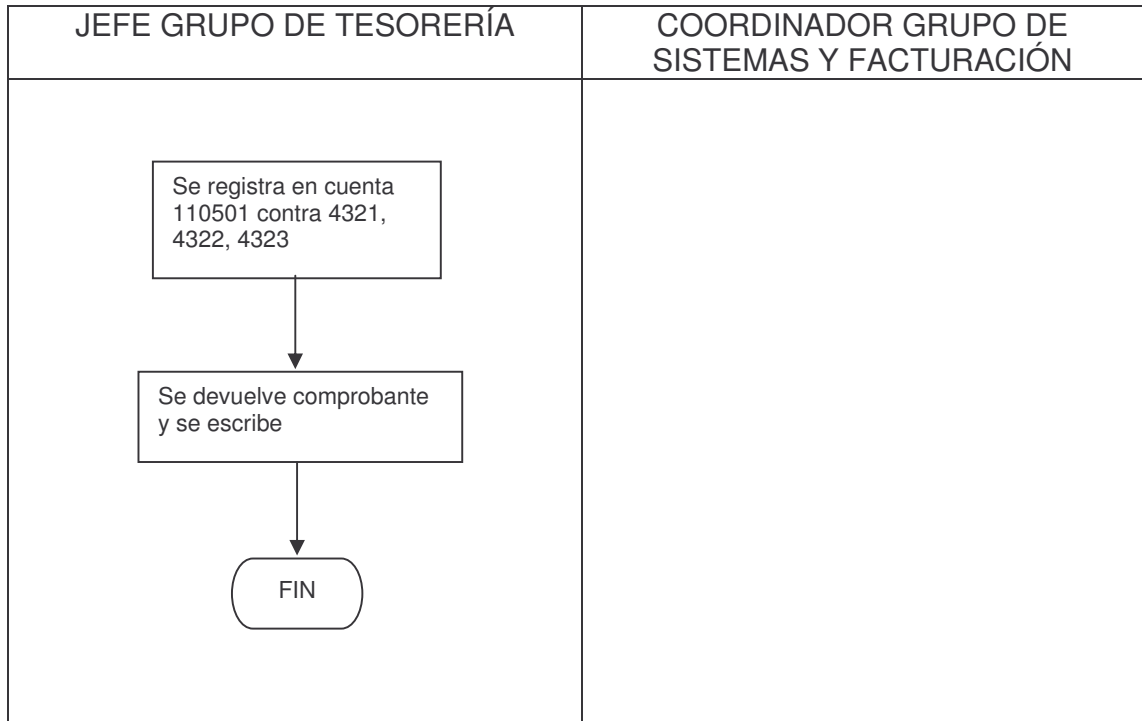 JEFE GRUPO DE TESORERÍA
COORDINADOR GRUPO DE
SISTEMAS Y FACTURACIÓN
Se registra en cuenta
110501 contra 4321,
4322, 4323
Se devuelve comprobante
y se escribe
FIN